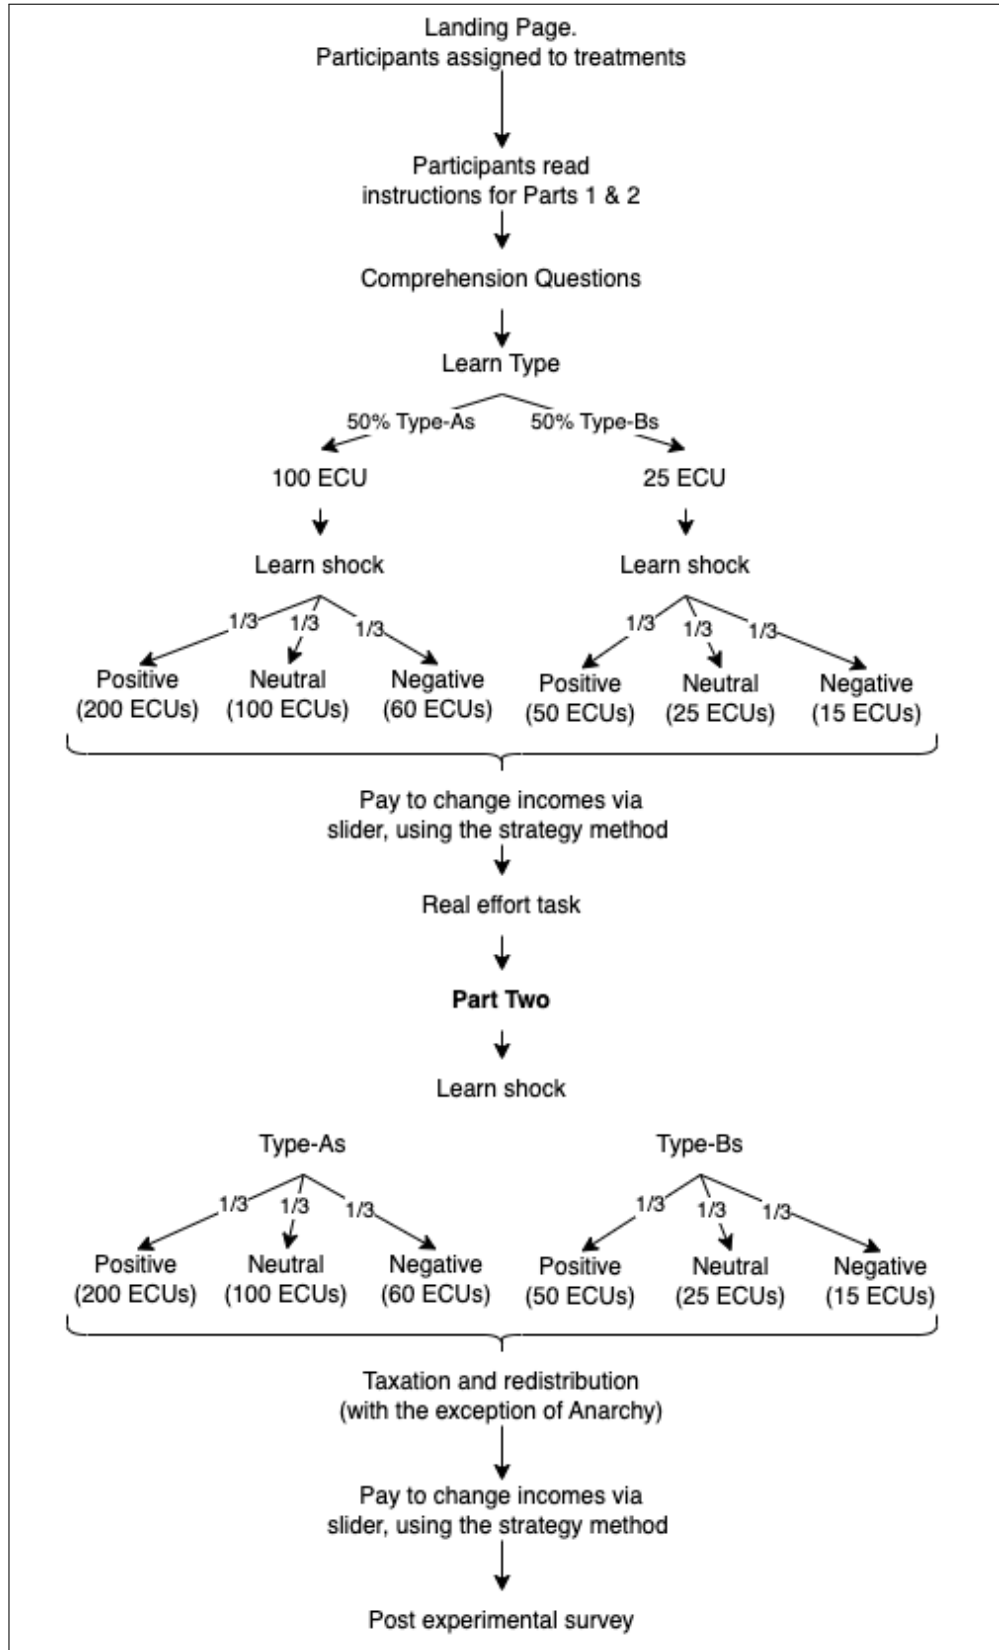 Landing Page.
Participants assigned to treatments
Participants read
instructions for Parts 1 & 2
Comprehension Questions
Learn Type
50% Type-As 50% Type-Bs
100 ECU 25 ECU
Learn shock Learn shock
1/3 1/3 1/3 1/3 1/3 1/3
Positive Neutral Negative Positive Neutral Negative
(200 ECUs) (100 ECUs) (60 ECUs) (50 ECUs) (25 ECUs) (15 ECUs)
Pay to change incomes via
slider, using the strategy method
Real effort task
Part Two
Learn shock
Type-As Type-Bs
1/3 1/3 1/3 1/3 1/3 1/3
Positive Neutral Negative Positive Neutral Negative
(200 ECUs) (100 ECUs) (60 ECUs) (50 ECUs) (25 ECUs) (15 ECUs)
Taxation and redistribution
(with the exception of Anarchy)
Pay to change incomes via
slider, using the strategy method
Post experimental survey